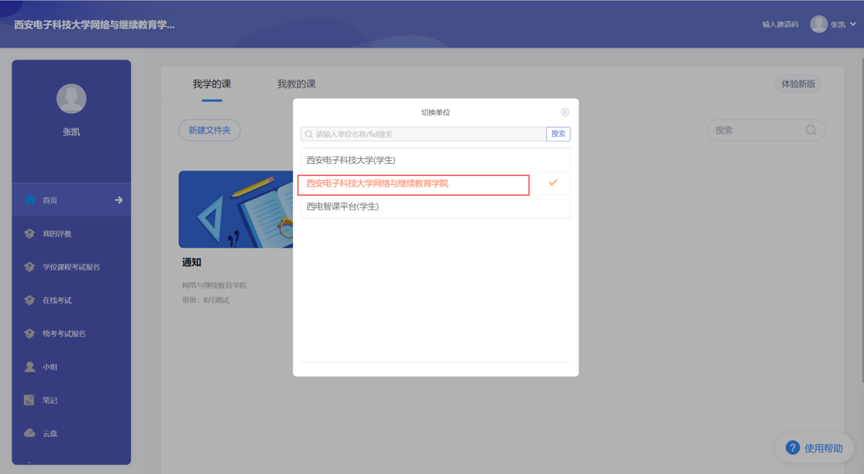 西安电子科技大学网络与继续教育学...
输入邀请码
张凯
张凯
首页
我的评教
学位课程考试报名
在线考试
统考考试报名
小组
笔记
云盘
我学的课
我教的课
体验新版
新建文件夹
搜索
通知
网络与继续教育学院
班级：8月测试
切换单位
请输入单位名称/fid搜索
搜索
西安电子科技大学(学生)
西安电子科技大学网络与继续教育学院
西电智课平台(学生)
使用帮助